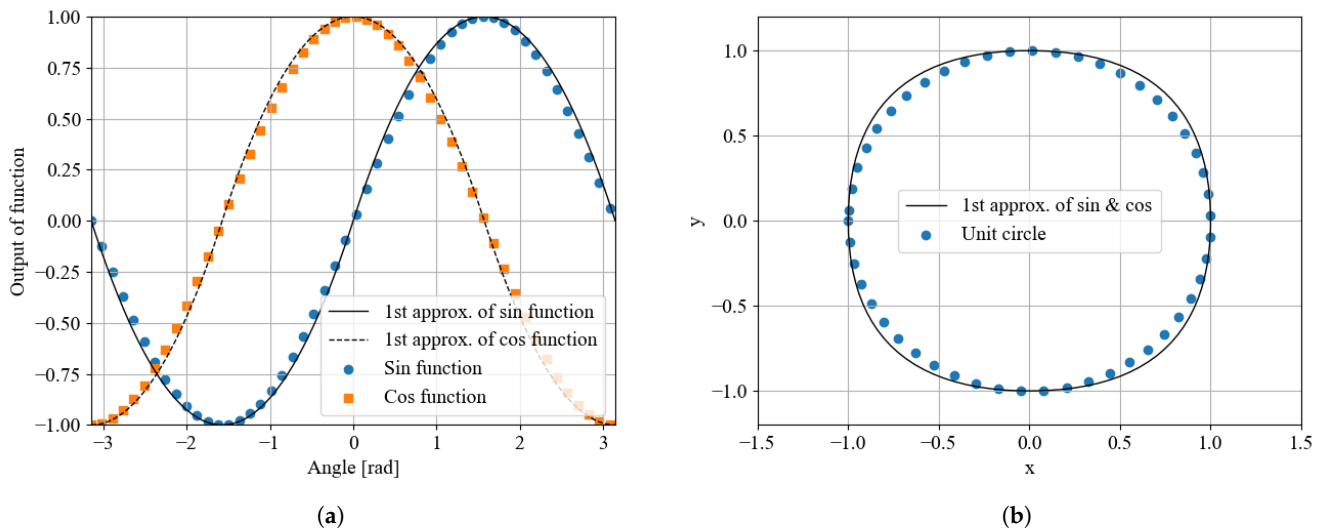 1.00
0.75
0.50
0.25
0.00
−0.25
−0.50
−0.75
−1.00
Output of function
−3
−2
−1
0
1
2
3
Angle [rad]
1st approx. of sin function
1st approx. of cos function
Sin function
Cos function
(a)
1.0
0.5
0.0
−0.5
−1.0
y
−1.5
−1.0
−0.5
0.0
0.5
1.0
1.5
x
1st approx. of sin & cos
Unit circle
(b)